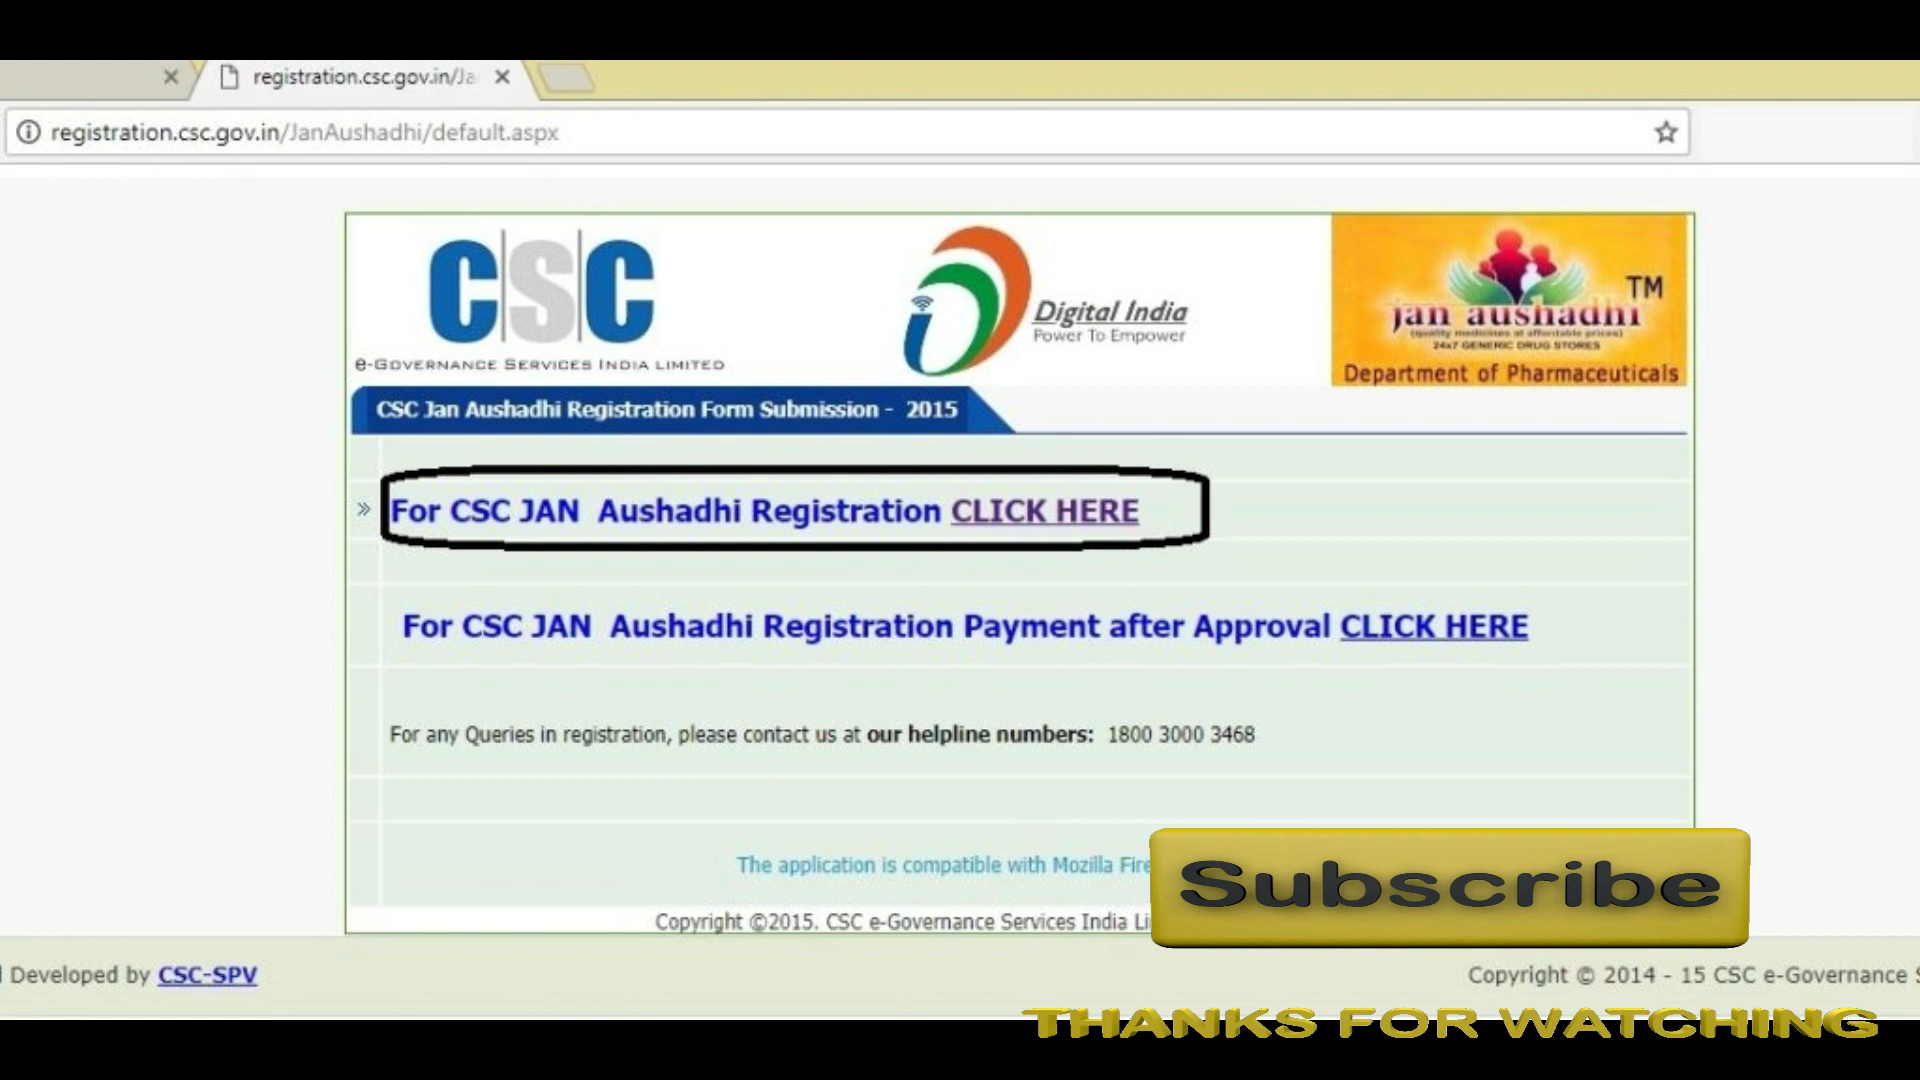 registration.csc.gov.in/Ja
registration.csc.gov.in/JanAushadhi/default.aspx
CSC
e-Governance Services India Limited
Digital India
Power To Empower
TM
jan aushadhi
(quality medicines at affordable prices)
24x7 GENERIC DRUG STORES
Department of Pharmaceuticals
CSC Jan Aushadhi Registration Form Submission - 2015
» For CSC JAN Aushadhi Registration CLICK HERE
For CSC JAN Aushadhi Registration Payment after Approval CLICK HERE
For any Queries in registration, please contact us at our helpline numbers: 1800 3000 3468
The application is compatible with Mozilla Fire
Subscribe
Copyright ©2015. CSC e-Governance Services India Li
Developed by CSC-SPV
Copyright © 2014 - 15 CSC e-Governance S
THANKS FOR WATCHING